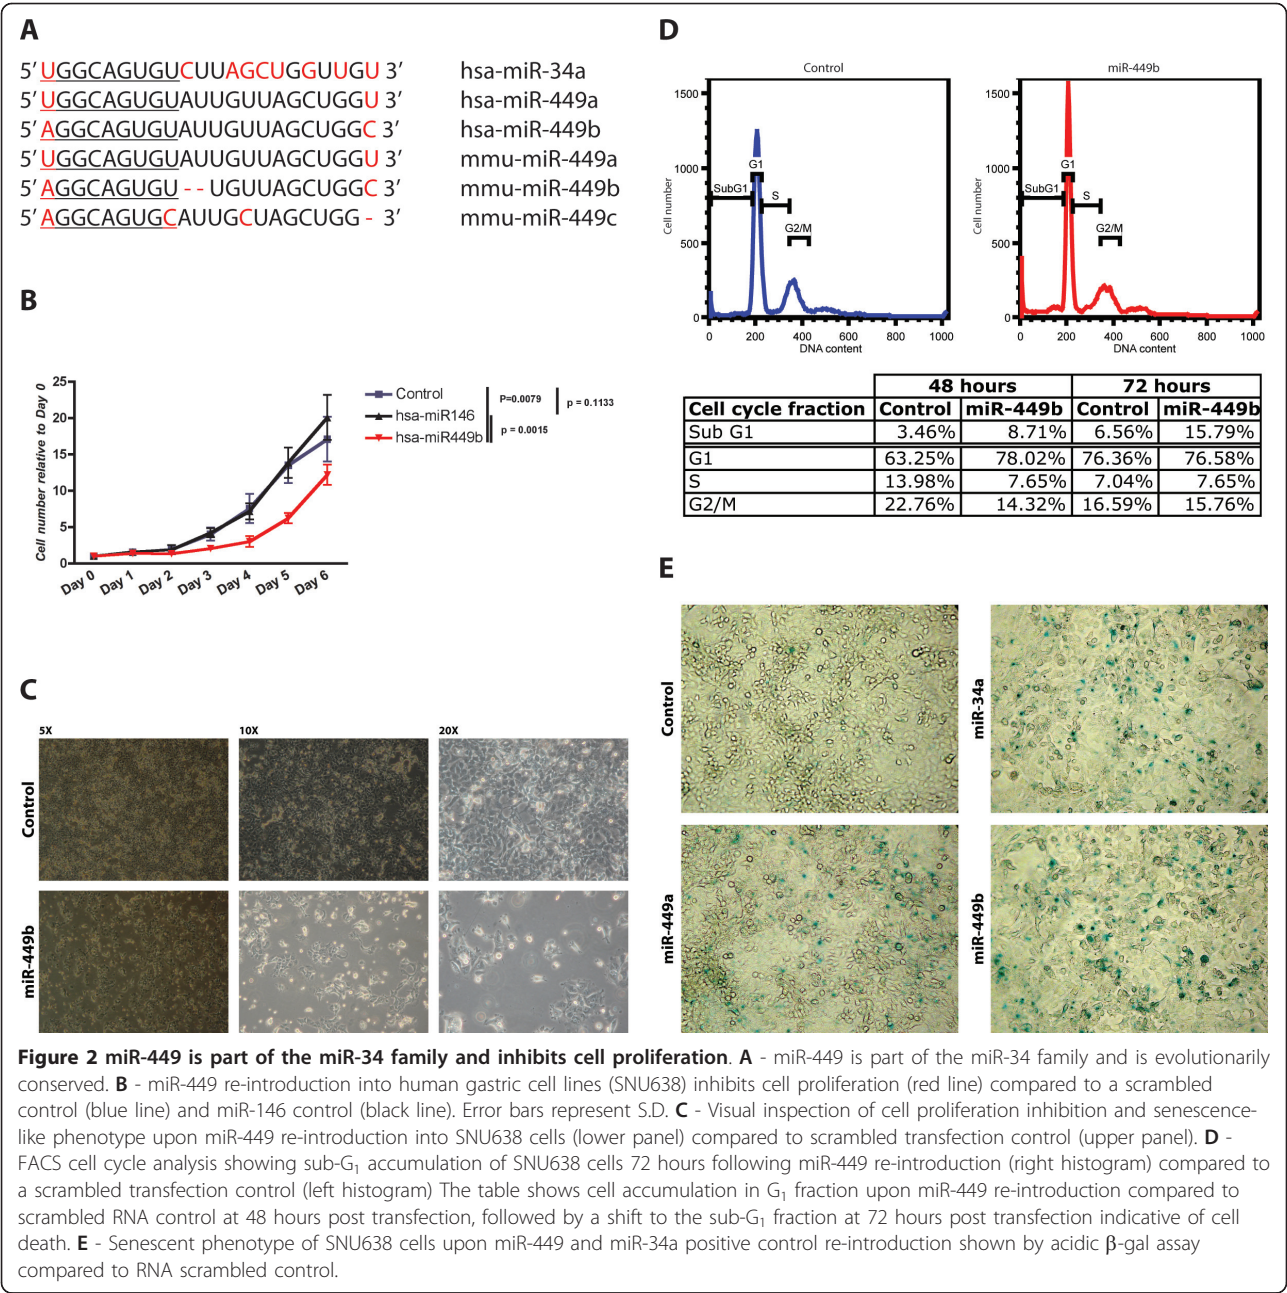 A
5′ UGGCAGUGUCUUAGCUGGUUGU 3′ hsa-miR-34a
5′ UGGCAGUGUAUUGUUAGCUGGU 3′ hsa-miR-449a
5′ AGGCAGUGUAUUGUUAGCUGGC 3′ hsa-miR-449b
5′ UGGCAGUGUAUUGUUAGCUGGU 3′ mmu-miR-449a
5′ AGGCAGUGU--UGUUAGCUGGC 3′ mmu-miR-449b
5′ AGGCAGUGCAUUGCUAGCUGG- 3′ mmu-miR-449c
B
Cell number relative to Day 0
25
20
15
10
5
0
Day 0 Day 1 Day 2 Day 3 Day 4 Day 5 Day 6
Control
hsa-miR146
hsa-miR449b
P=0.0079
p = 0.0015
p = 0.1133
C
5X 10X 20X
Control
miR-449b
D
Control
Cell number
1500
1000
500
0
SubG1
G1
S
G2/M
0 200 400 600 800 1000
DNA content
miR-449b
Cell number
1500
1000
500
0
SubG1
G1
S
G2/M
0 200 400 600 800 1000
DNA content
48 hours 72 hours
Cell cycle fraction Control miR-449b Control miR-449b
Sub G1 3.46% 8.71% 6.56% 15.79%
G1 63.25% 78.02% 76.36% 76.58%
S 13.98% 7.65% 7.04% 7.65%
G2/M 22.76% 14.32% 16.59% 15.76%
E
Control
miR-34a
miR-449a
miR-449b
Figure 2 miR-449 is part of the miR-34 family and inhibits cell proliferation. A - miR-449 is part of the miR-34 family and is evolutionarily
conserved. B - miR-449 re-introduction into human gastric cell lines (SNU638) inhibits cell proliferation (red line) compared to a scrambled
control (blue line) and miR-146 control (black line). Error bars represent S.D. C - Visual inspection of cell proliferation inhibition and senescence-
like phenotype upon miR-449 re-introduction into SNU638 cells (lower panel) compared to scrambled transfection control (upper panel). D -
FACS cell cycle analysis showing sub-G1 accumulation of SNU638 cells 72 hours following miR-449 re-introduction (right histogram) compared to
a scrambled transfection control (left histogram) The table shows cell accumulation in G1 fraction upon miR-449 re-introduction compared to
scrambled RNA control at 48 hours post transfection, followed by a shift to the sub-G1 fraction at 72 hours post transfection indicative of cell
death. E - Senescent phenotype of SNU638 cells upon miR-449 and miR-34a positive control re-introduction shown by acidic β-gal assay
compared to RNA scrambled control.